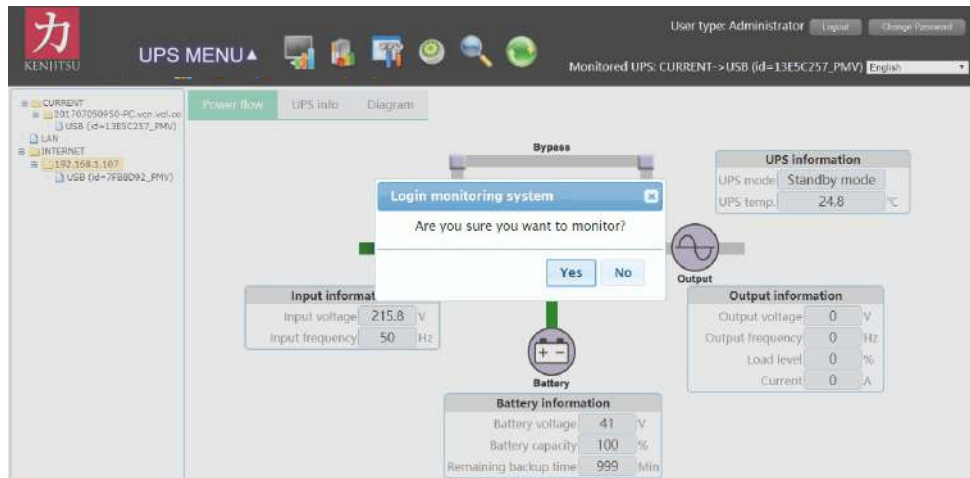 力
KENJITSU
UPS MENU▲
User type: Administrator
Logout
Change Password
Monitored UPS: CURRENT->USB (id=13E5C257_PMV)
English
CURRENT
201707050950-PC.vcn.vol.co
USB (id=13E5C257_PMV)
LAN
INTERNET
192.168.1.107
USB (id=7FB8D92_PMV)
Power flow
UPS info
Diagram
Bypass
UPS information
UPS mode Standby mode
UPS temp. 24.8 ℃
Login monitoring system
Are you sure you want to monitor?
Yes
No
Output
Input informat
Input voltage 215.8 V
Input frequency 50 Hz
Output information
Output voltage 0 V
Output frequency 0 Hz
Load level 0 %
Current 0 A
Battery
Battery information
Battery voltage 41 V
Battery capacity 100 %
Remaining backup time 999 Min